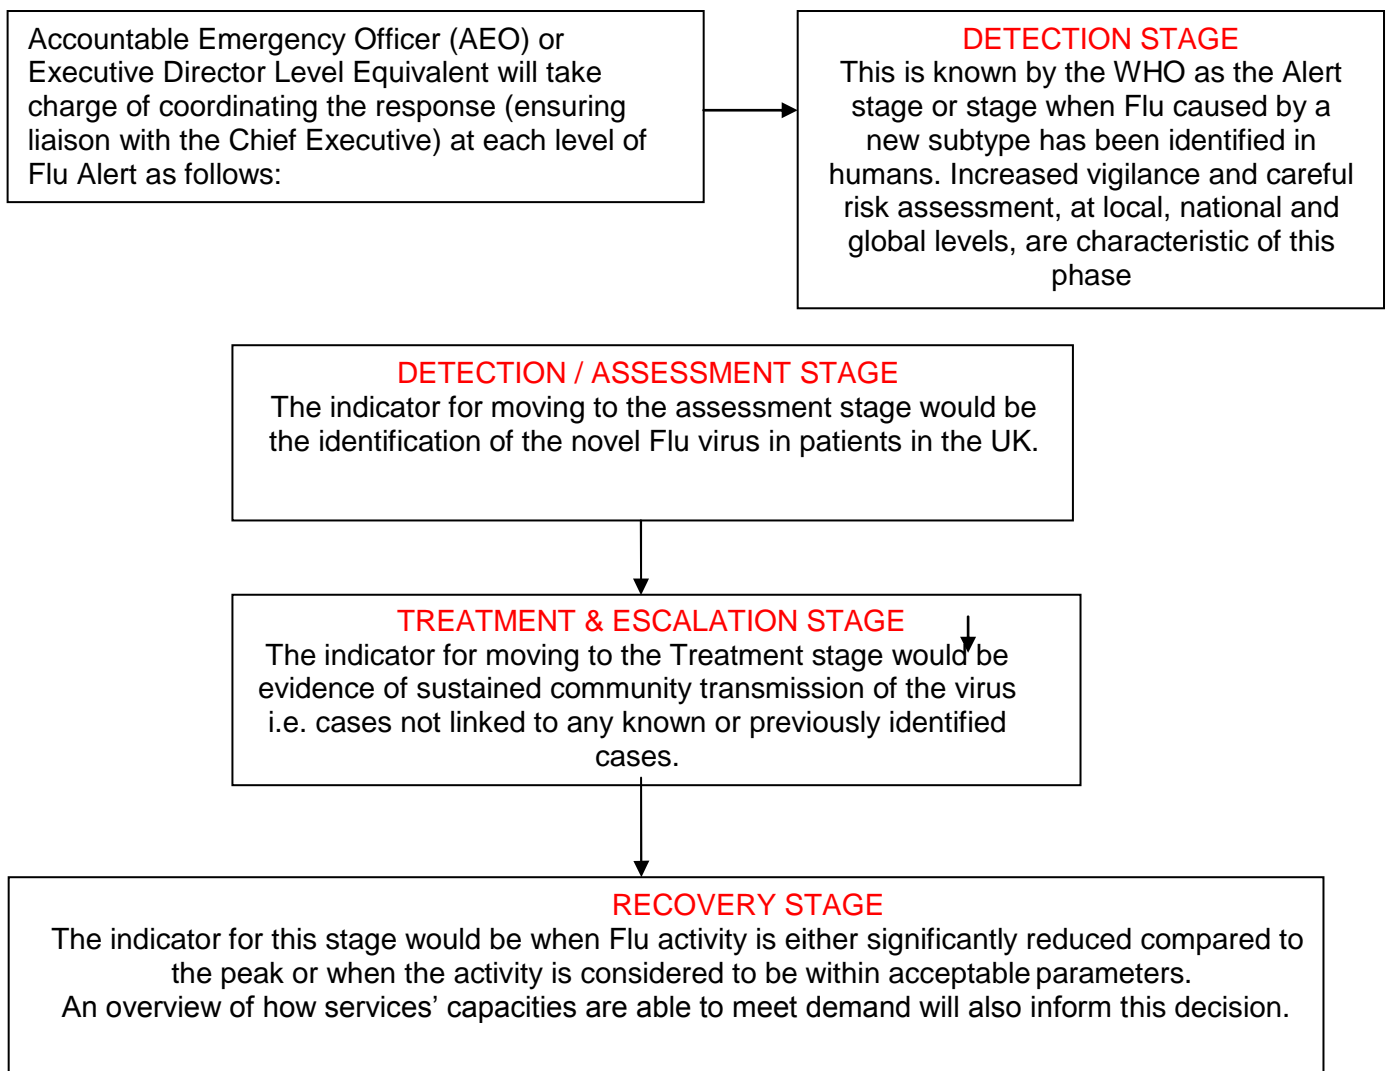 Accountable Emergency Officer (AEO) or
Executive Director Level Equivalent will take
charge of coordinating the response (ensuring
liaison with the Chief Executive) at each level of
Flu Alert as follows:
DETECTION STAGE
This is known by the WHO as the Alert
stage or stage when Flu caused by a
new subtype has been identified in
humans. Increased vigilance and careful
risk assessment, at local, national and
global levels, are characteristic of this
phase
DETECTION / ASSESSMENT STAGE
The indicator for moving to the assessment stage would be
the identification of the novel Flu virus in patients in the UK.
TREATMENT & ESCALATION STAGE
The indicator for moving to the Treatment stage would be
evidence of sustained community transmission of the virus
i.e. cases not linked to any known or previously identified
cases.
RECOVERY STAGE
The indicator for this stage would be when Flu activity is either significantly reduced compared to
the peak or when the activity is considered to be within acceptable parameters.
An overview of how services’ capacities are able to meet demand will also inform this decision.